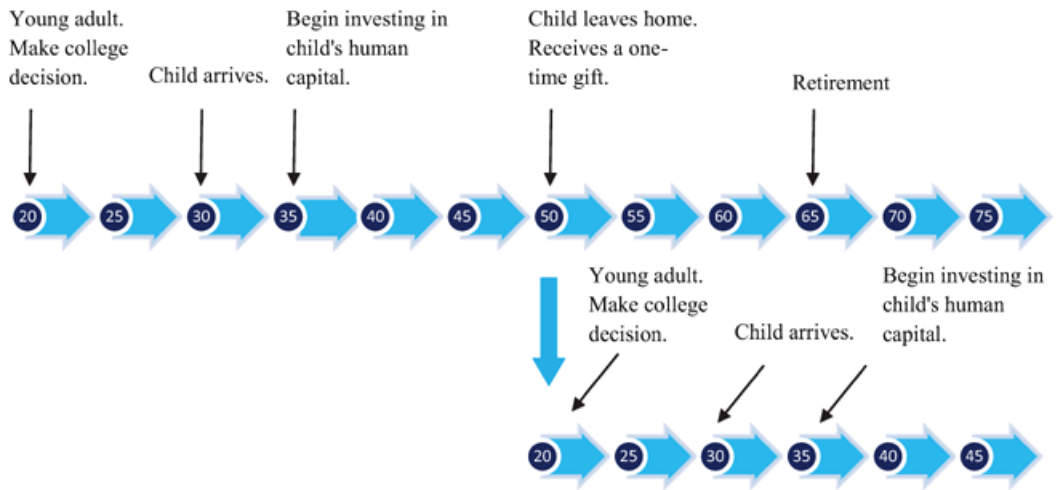 Young adult.
Make college
decision.
Child arrives.
Begin investing in
child's human
capital.
Child leaves home.
Receives a one-
time gift.
Retirement
20 25 30 35 40 45 50 55 60 65 70 75
Young adult.
Make college
decision.
Child arrives.
Begin investing in
child's human
capital.
20 25 30 35 40 45